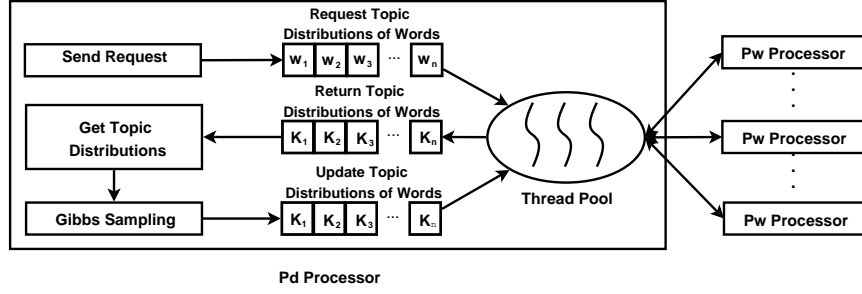 Request Topic
Distributions of Words
Send Request
w₁ w₂ w₃ ... wₙ
Return Topic
Distributions of Words
Get Topic
Distributions
K₁ K₂ K₃ ... Kₙ
Update Topic
Distributions of Words
Gibbs Sampling
K₁ K₂ K₃ ... Kₙ
Thread Pool
Pw Processor
Pw Processor
Pw Processor
Pd Processor